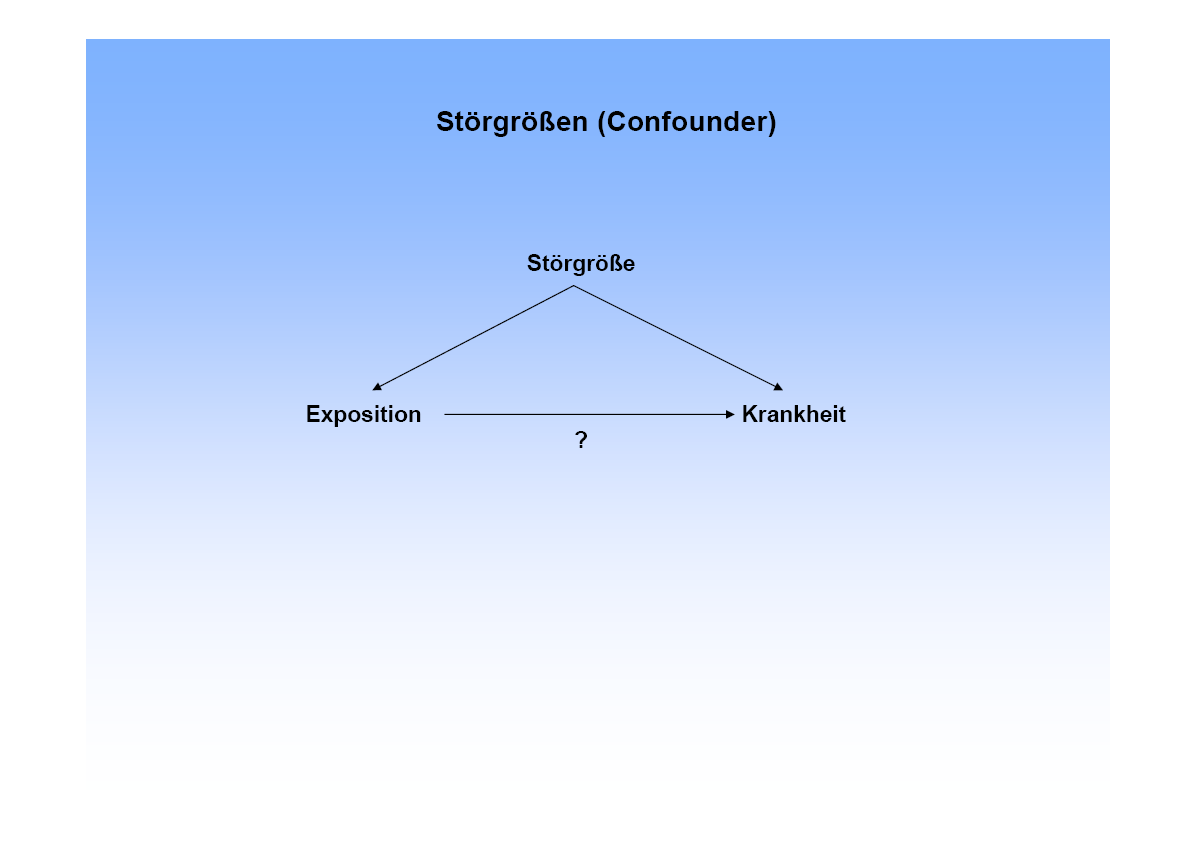 Störgrößen (Confounder)
Störgröße
Exposition
Krankheit
?